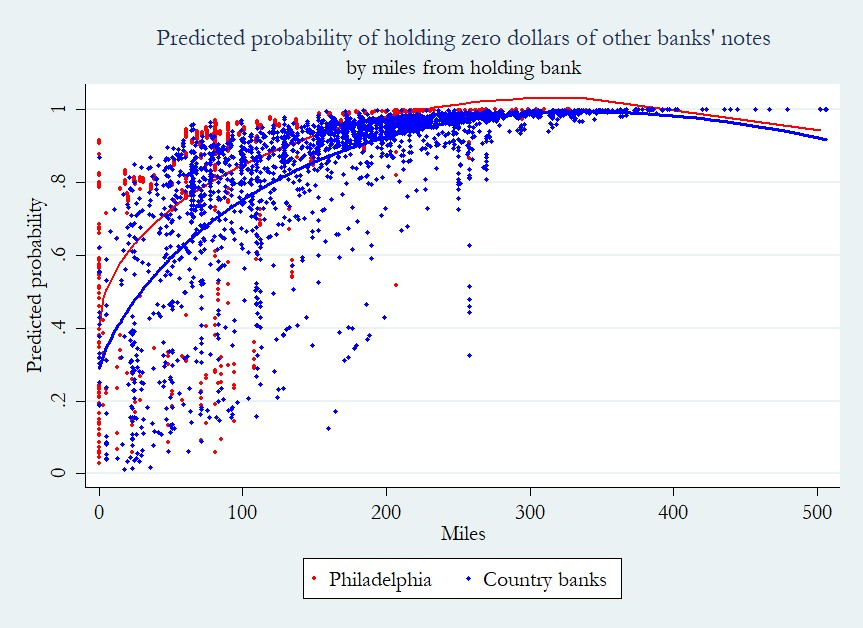 Predicted probability of holding zero dollars of other banks' notes
by miles from holding bank
Predicted probability
1
.8
.6
.4
.2
0
0 100 200 300 400 500
Miles
Philadelphia Country banks